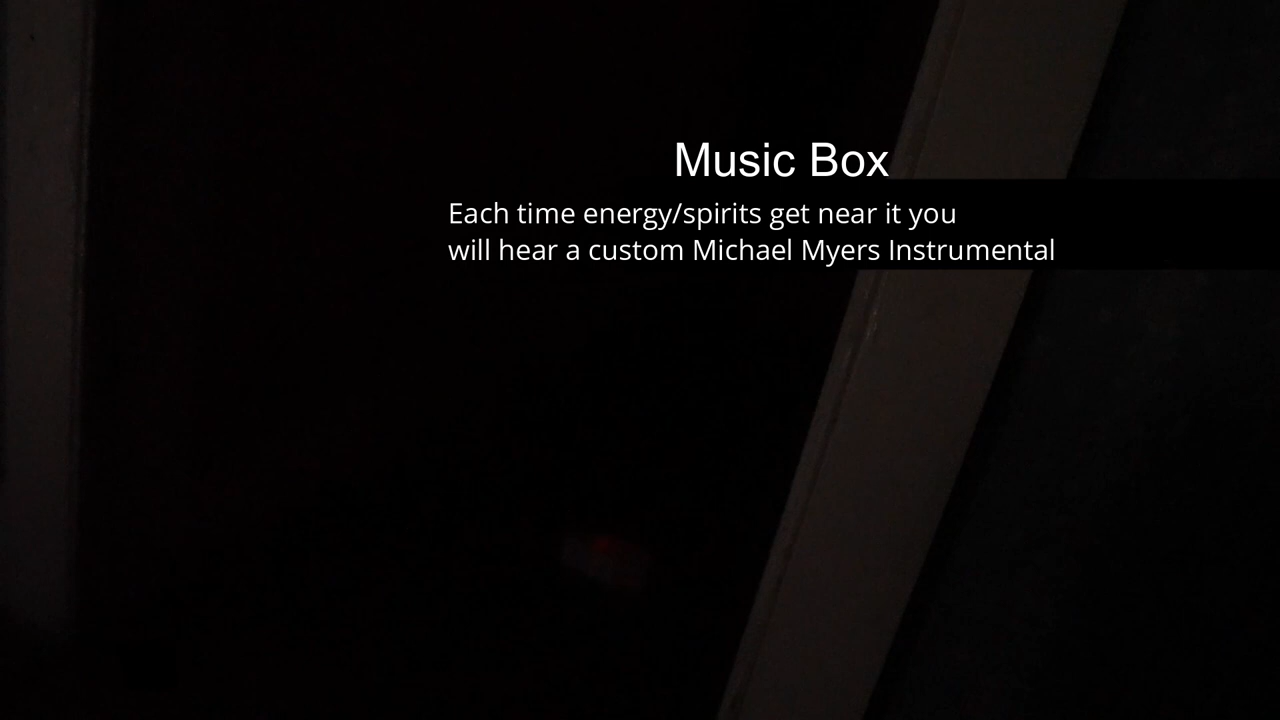 Music Box
Each time energy/spirits get near it you
will hear a custom Michael Myers Instrumental